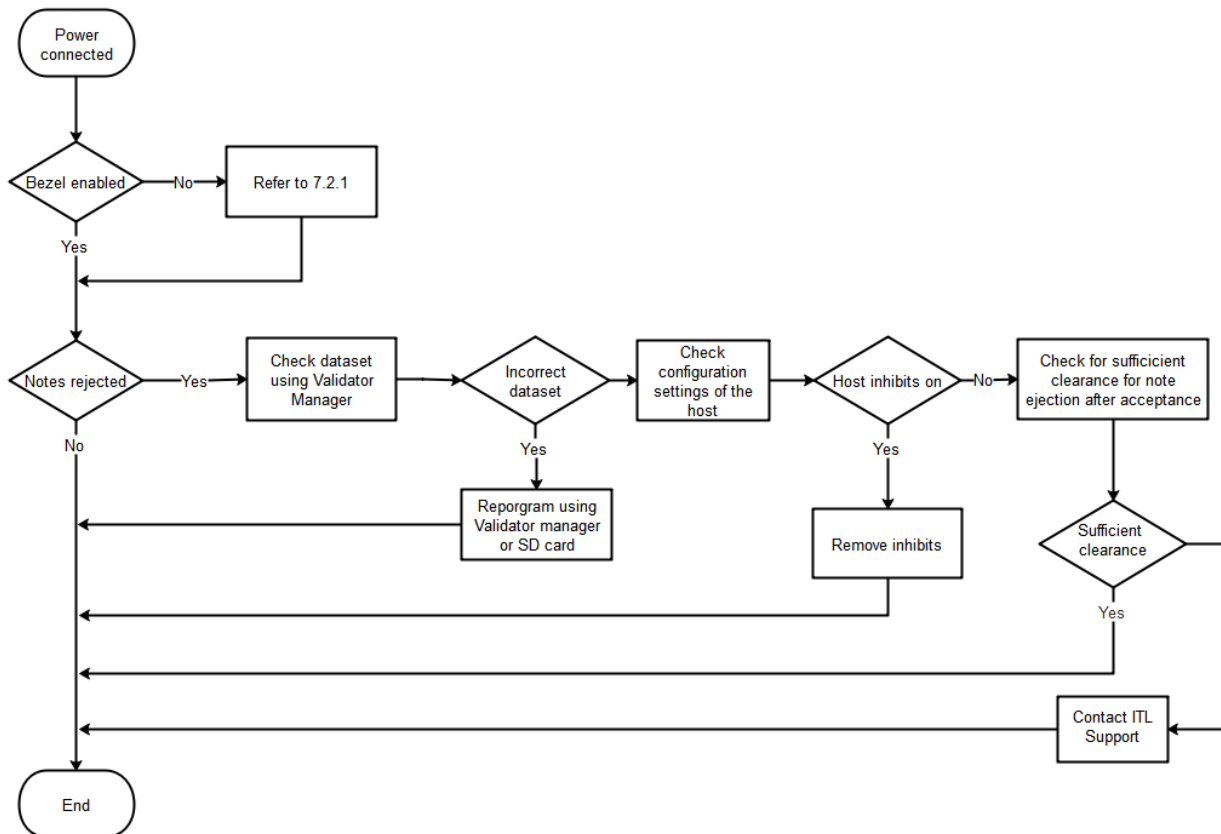 Power
connected
Bezel enabled
No
Refer to 7.2.1
Yes
Notes rejected
Yes
Check dataset
using Validator
Manager
Incorrect
dataset
Check
configuration
settings of the
host
Host inhibits on
No
Check for sufficicient
clearance for note
ejection after acceptance
No
Yes
Yes
Reporgram using
Validator manager
or SD card
Remove inhibits
Sufficient
clearance
Yes
Contact ITL
Support
End